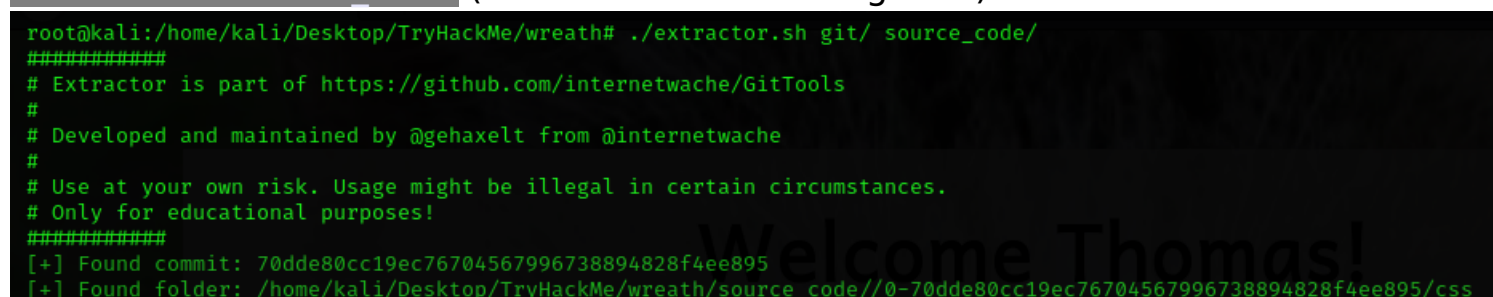 root@kali:/home/kali/Desktop/TryHackMe/wreath# ./extractor.sh git/ source_code/
###########
# Extractor is part of https://github.com/internetwache/GitTools
#
# Developed and maintained by @gehaxelt from @internetwache
#
# Use at your own risk. Usage might be illegal in certain circumstances.
# Only for educational purposes!
###########
Welcome Thomas!
[+] Found commit: 70dde80cc19ec76704567996738894828f4ee895
[+] Found folder: /home/kali/Desktop/TryHackMe/wreath/source_code//0-70dde80cc19ec76704567996738894828f4ee895/css